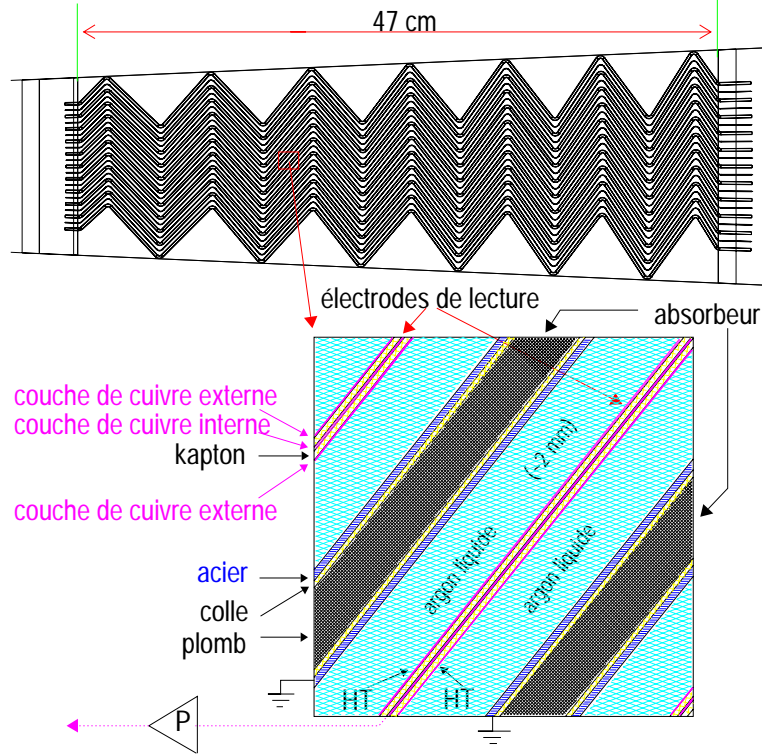 47 cm
électrodes de lecture
absorbeur
couche de cuivre externe
couche de cuivre interne
kapton
couche de cuivre externe
(~2 mm)
argon liquide
argon liquide
acier
colle
plomb
HT
HT
P